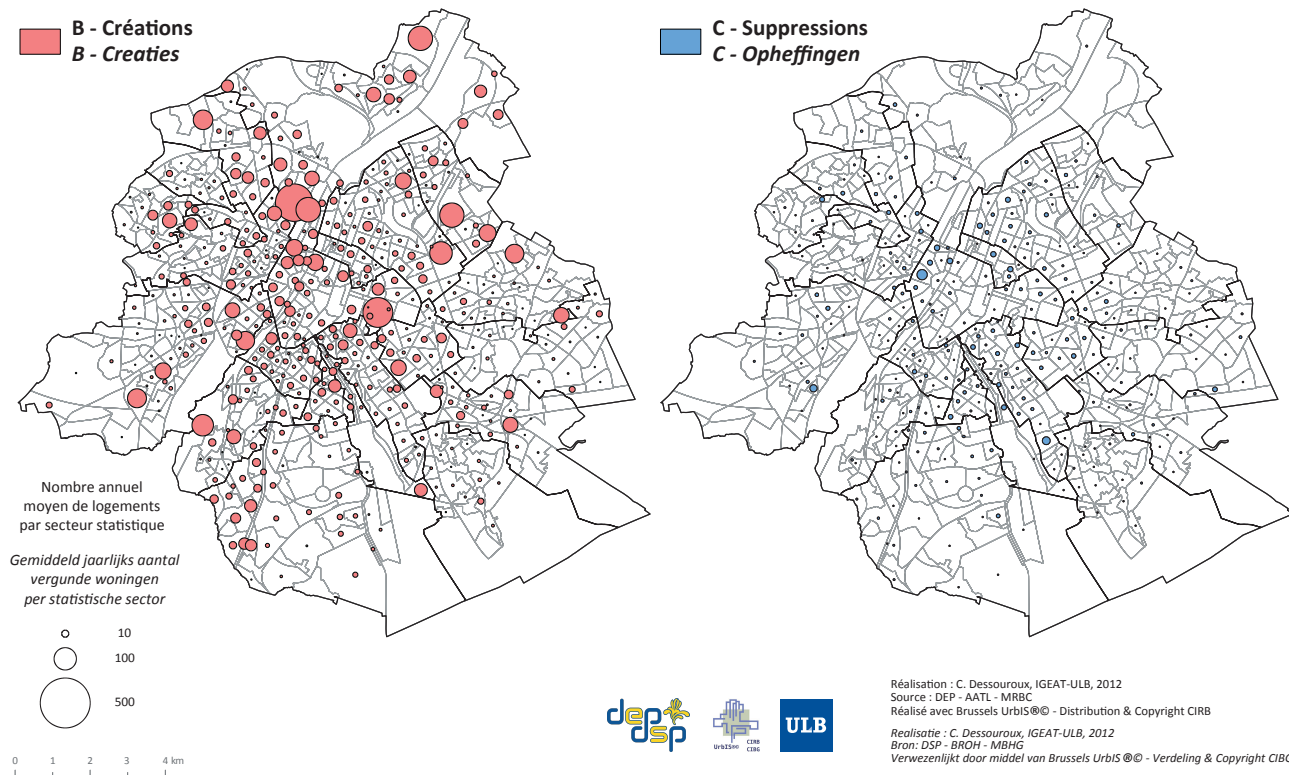 B - Créations
B - Creaties
C - Suppressions
C - Opheffingen
Nombre annuel
moyen de logements
par secteur statistique
Gemiddeld jaarlijks aantal
vergunde woningen
per statistische sector
10
100
500
0 1 2 3 4 km
dep
dsp
UrbIS®©
CIRB
CIBG
ULB
Réalisation : C. Dessouroux, IGEAT-ULB, 2012
Source : DEP - AATL - MRBC
Réalisé avec Brussels UrbIS®© - Distribution & Copyright CIRB
Realisatie : C. Dessouroux, IGEAT-ULB, 2012
Bron: DSP - BROH - MBHG
Verwezenlijkt door middel van Brussels UrbIS ®© - Verdeling & Copyright CIBG